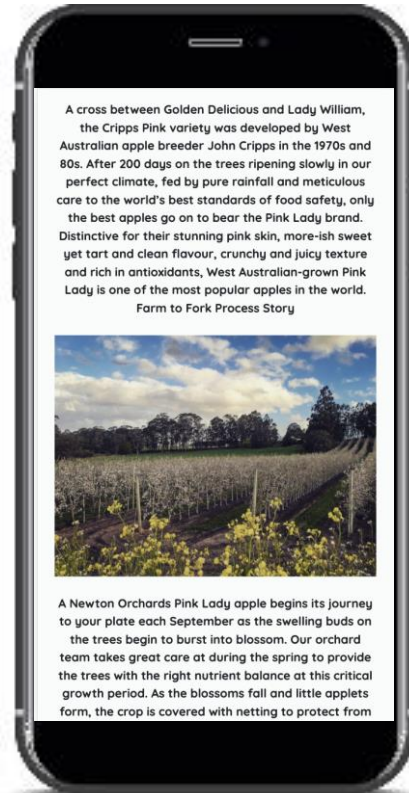 A cross between Golden Delicious and Lady William,
the Cripps Pink variety was developed by West
Australian apple breeder John Cripps in the 1970s and
80s. After 200 days on the trees ripening slowly in our
perfect climate, fed by pure rainfall and meticulous
care to the world's best standards of food safety, only
the best apples go on to bear the Pink Lady brand.
Distinctive for their stunning pink skin, more-ish sweet
yet tart and clean flavour, crunchy and juicy texture
and rich in antioxidants, West Australian-grown Pink
Lady is one of the most popular apples in the world.
Farm to Fork Process Story
A Newton Orchards Pink Lady apple begins its journey
to your plate each September as the swelling buds on
the trees begin to burst into blossom. Our orchard
team takes great care at during the spring to provide
the trees with the right nutrient balance at this critical
growth period. As the blossoms fall and little applets
form, the crop is covered with netting to protect from